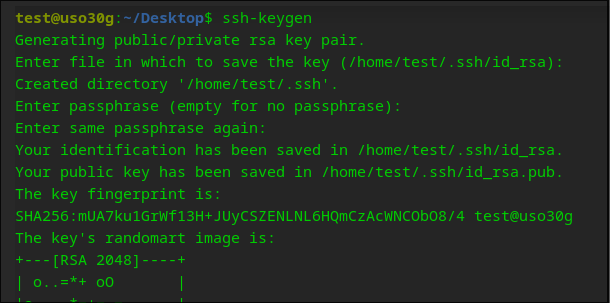 test@uso30g:~/Desktop$ ssh-keygen
Generating public/private rsa key pair.
Enter file in which to save the key (/home/test/.ssh/id_rsa):
Created directory '/home/test/.ssh'.
Enter passphrase (empty for no passphrase):
Enter same passphrase again:
Your identification has been saved in /home/test/.ssh/id_rsa.
Your public key has been saved in /home/test/.ssh/id_rsa.pub.
The key fingerprint is:
SHA256:mUA7ku1GrWf13H+JUyCSZENLNL6HQmCzAcWNCObO8/4 test@uso30g
The key's randomart image is:
+---[RSA 2048]----+
| o..=*+ oO       |